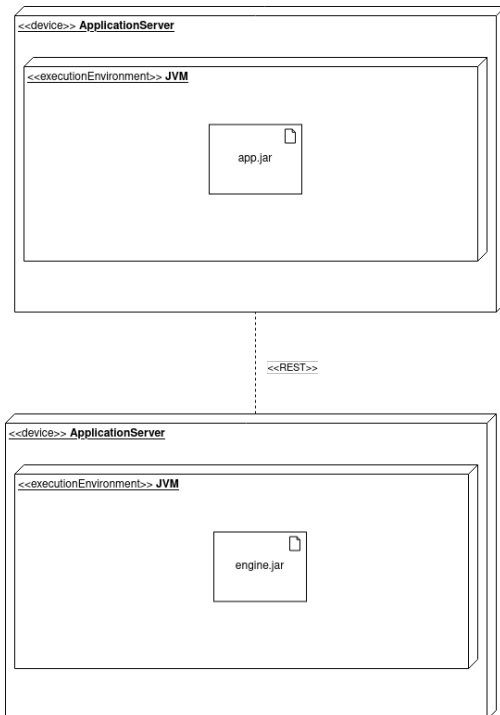 <<device>> ApplicationServer
<<executionEnvironment>> JVM
app.jar
<<REST>>
<<device>> ApplicationServer
<<executionEnvironment>> JVM
engine.jar